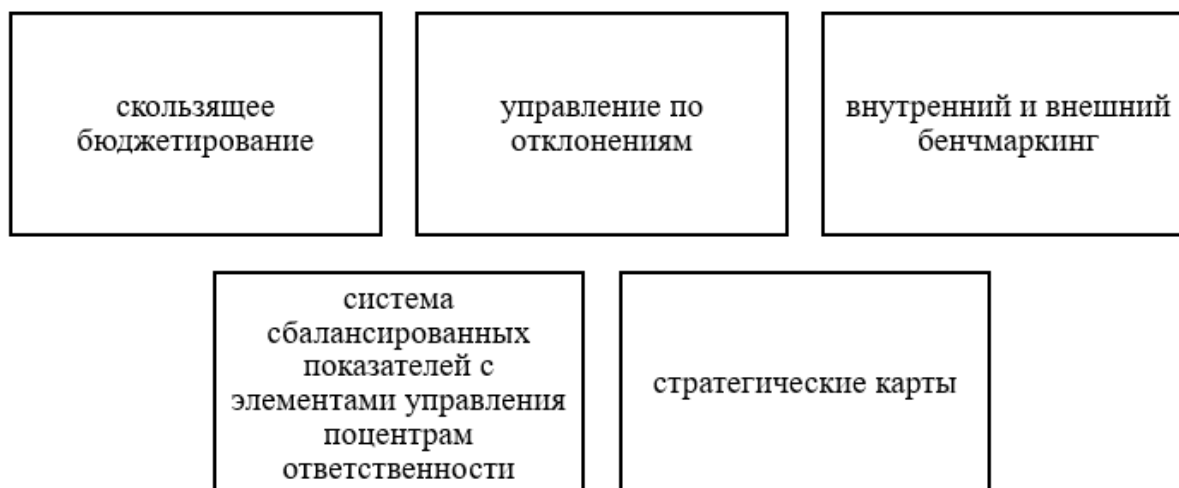 скользящее
бюджетирование
управление по
отклонениям
внутренний и внешний
бенчмаркинг
система
сбалансированных
показателей с
элементами управления
поцентрам
ответственности
стратегические карты